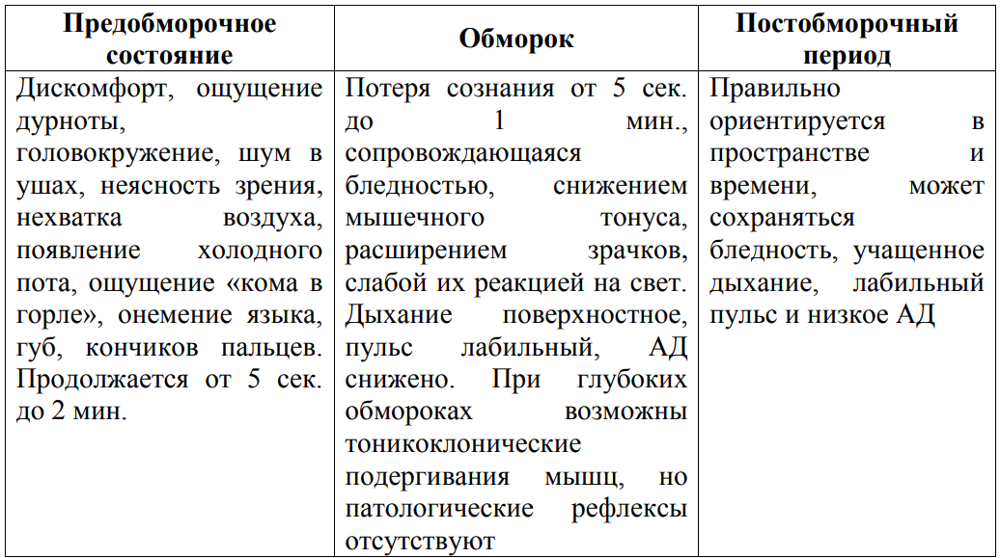 Предобморочное
состояние
Обморок
Постобморочный
период
Дискомфорт, ощущение
дурноты,
головокружение, шум в
ушах, неясность зрения,
нехватка воздуха,
появление холодного
пота, ощущение «кома в
горле», онемение языка,
губ, кончиков пальцев.
Продолжается от 5 сек.
до 2 мин.
Потеря сознания от 5 сек.
до 1 мин.,
сопровождающаяся
бледностью, снижением
мышечного тонуса,
расширением зрачков,
слабой их реакцией на свет.
Дыхание поверхностное,
пульс лабильный, АД
снижено. При глубоких
обмороках возможны
тоникоклонические
подергивания мышц, но
патологические рефлексы
отсутствуют
Правильно
ориентируется в
пространстве и
времени, может
сохраняться
бледность, учащенное
дыхание, лабильный
пульс и низкое АД